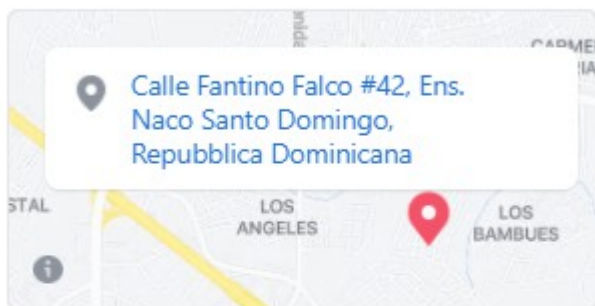 Calle Fantino Falco #42, Ens.
Naco Santo Domingo,
Repubblica Dominicana
STAL
LOS
ANGELES
LOS
BAMBUES